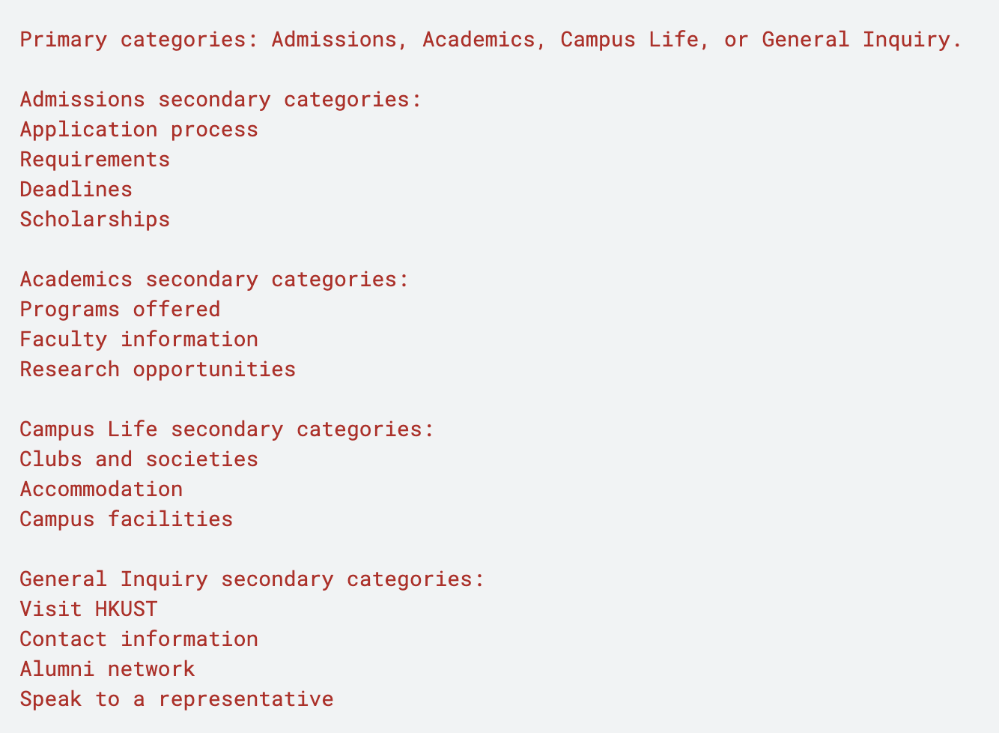 Primary categories: Admissions, Academics, Campus Life, or General Inquiry.
Admissions secondary categories:
Application process
Requirements
Deadlines
Scholarships
Academics secondary categories:
Programs offered
Faculty information
Research opportunities
Campus Life secondary categories:
Clubs and societies
Accommodation
Campus facilities
General Inquiry secondary categories:
Visit HKUST
Contact information
Alumni network
Speak to a representative